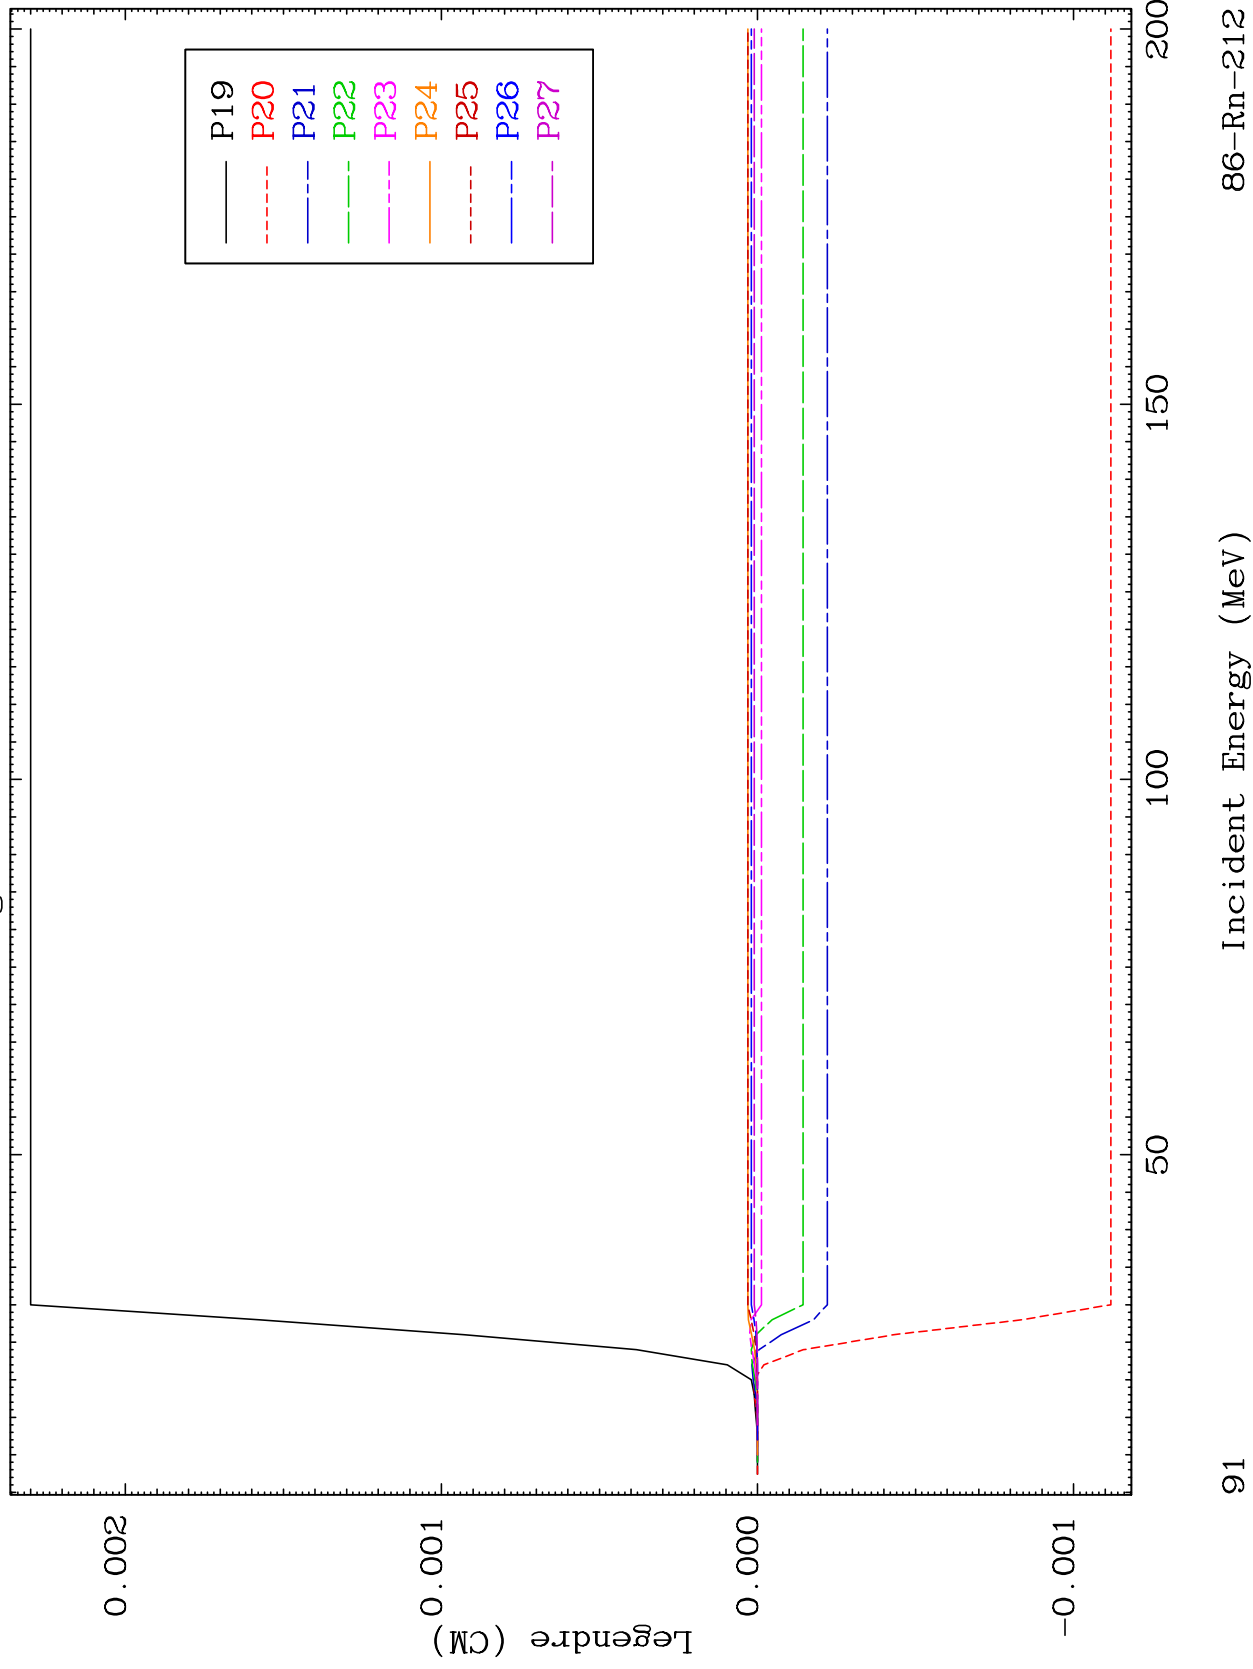 P19
P20
P21
P22
P23
P24
P25
P26
P27
0.002
0.001
0.000
-0.001
Legendre (CM)
50
100
150
200
Incident Energy (MeV)
91
86-Rn-212